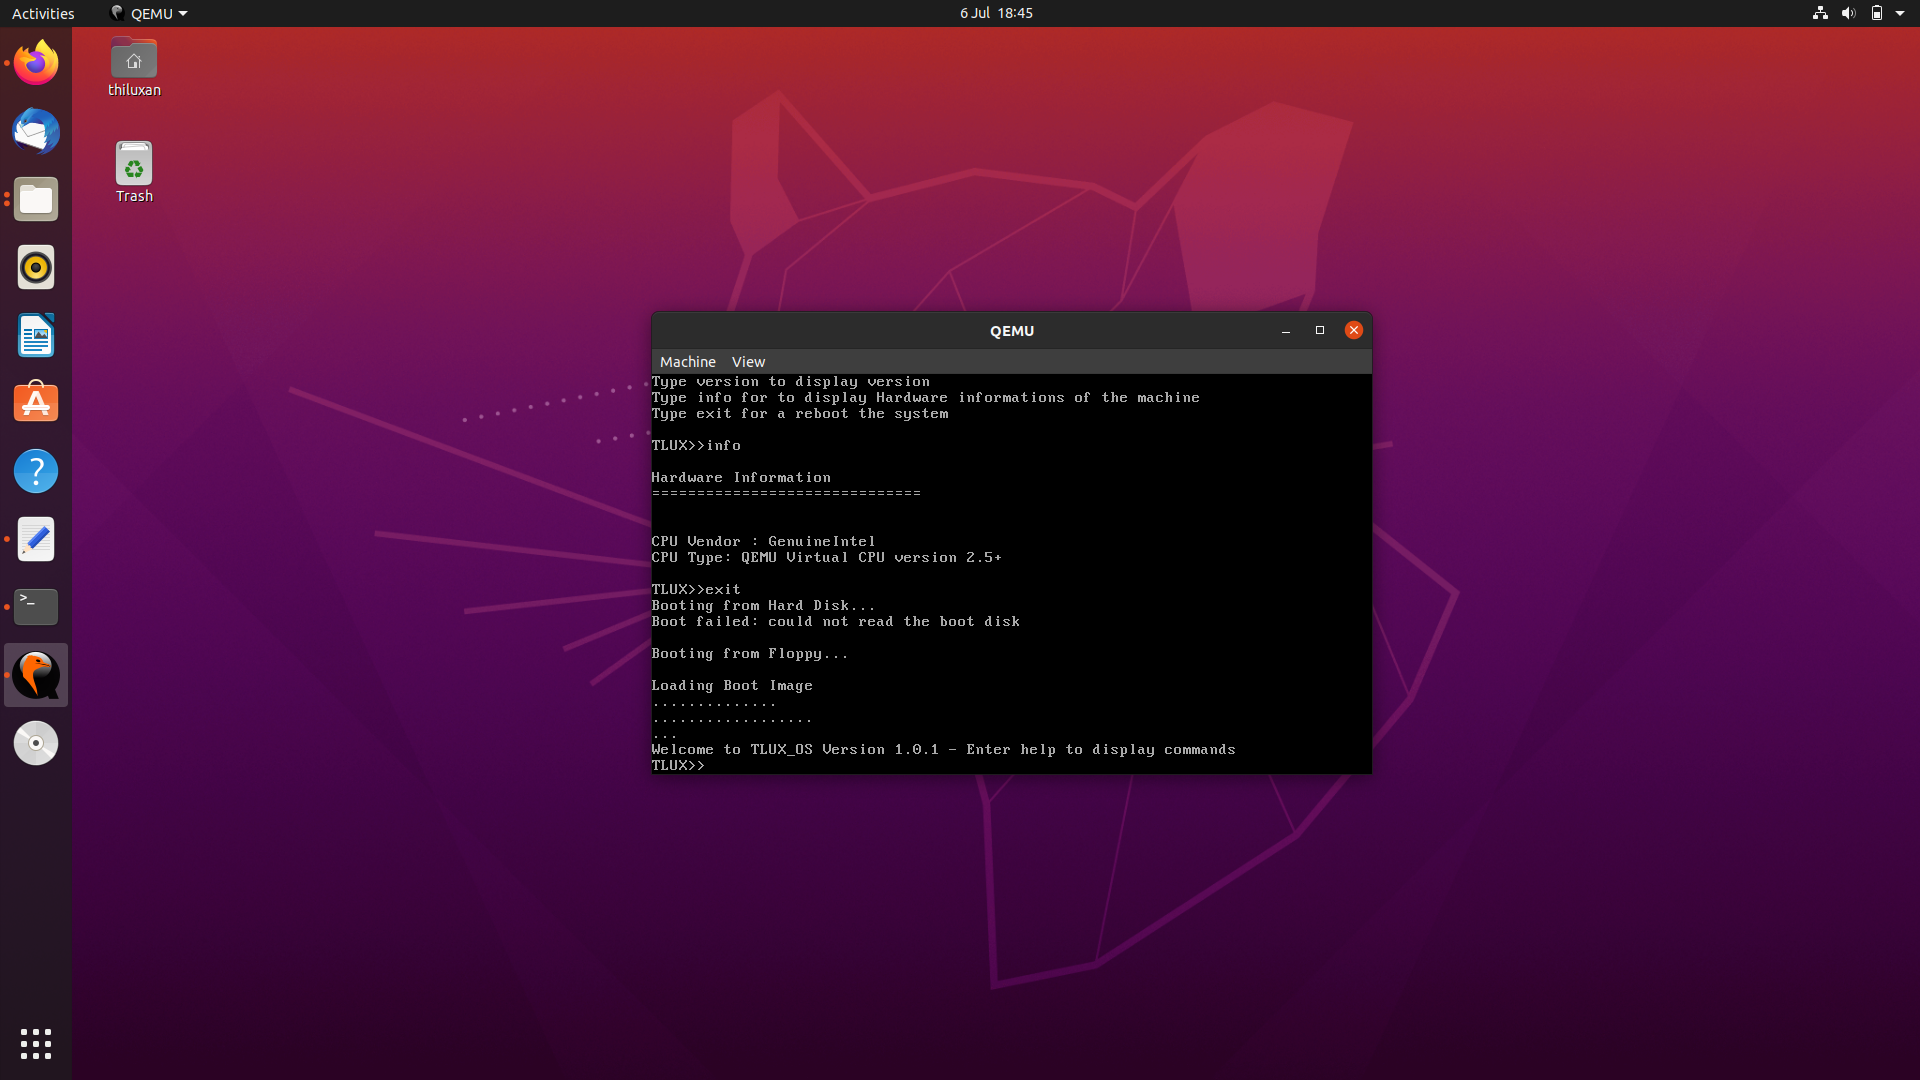 Activities
QEMU
6 Jul 18:45
thiluxan
Trash
QEMU
Machine View
Type version to display version
Type info for to display Hardware informations of the machine
Type exit for a reboot the system
TLUX>>info
Hardware Information
==============================
CPU Vendor : GenuineIntel
CPU Type: QEMU Virtual CPU version 2.5+
TLUX>>exit
Booting from Hard Disk...
Boot failed: could not read the boot disk
Booting from Floppy...
Loading Boot Image
..............
..................
...
Welcome to TLUX_OS Version 1.0.1 - Enter help to display commands
TLUX>>